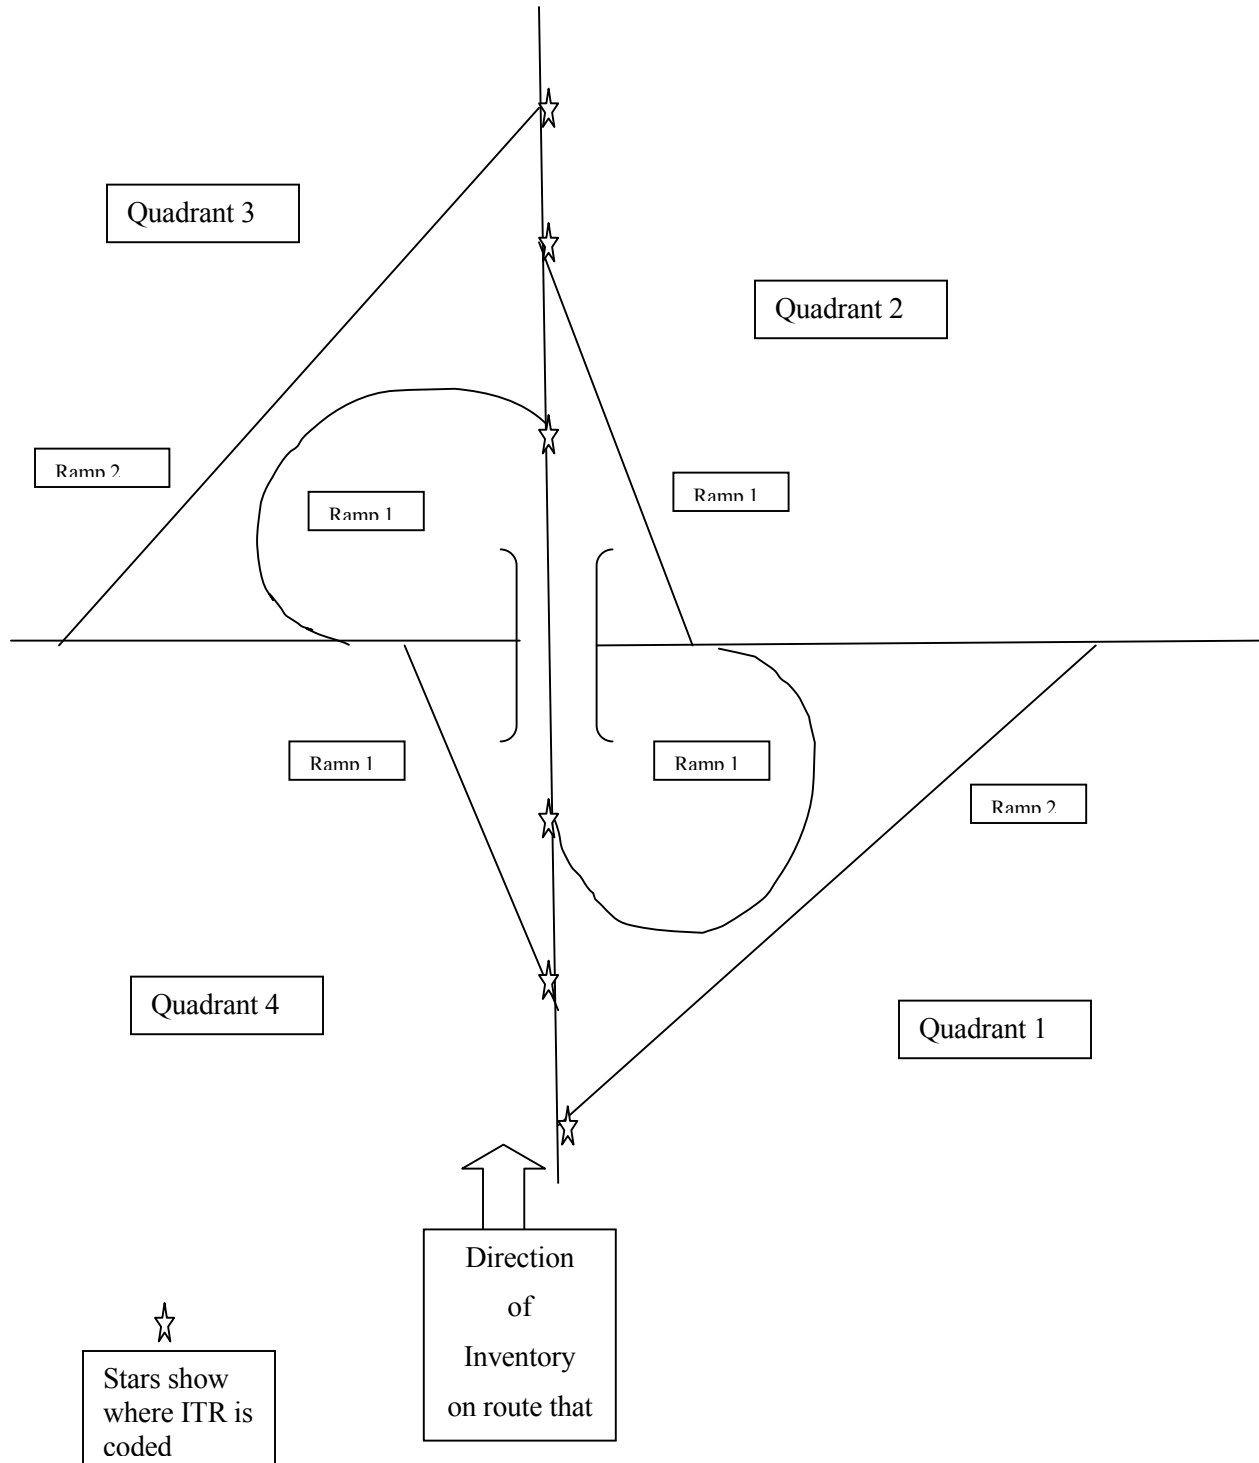 Quadrant 3
Quadrant 2
Ramp 2
Ramp 1
Ramp 1
Ramp 1
Ramp 1
Ramp 2
Quadrant 4
Quadrant 1
Direction
of
Inventory
on route that
Stars show
where ITR is
coded